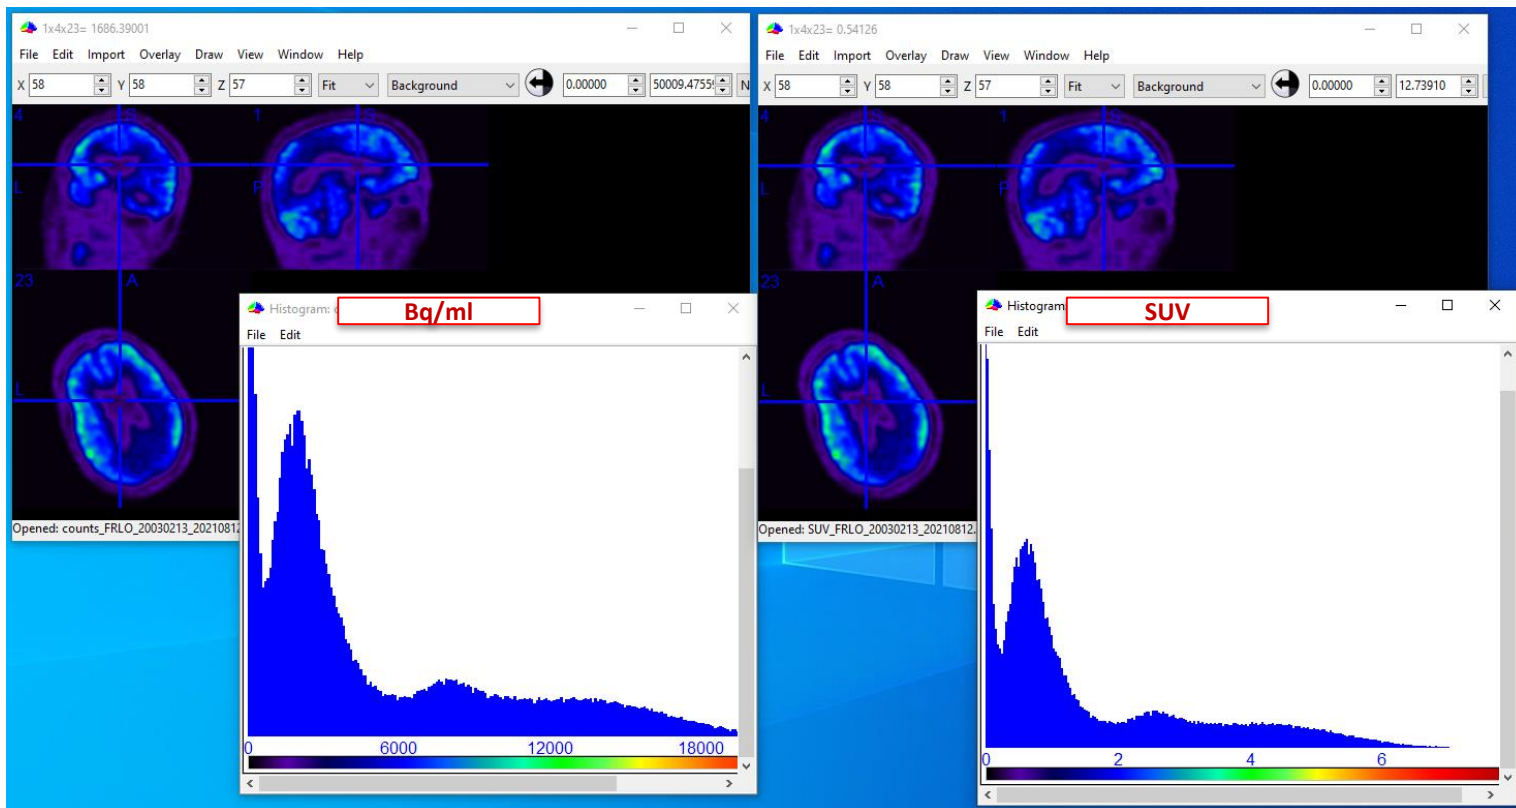 1x4x23= 1686.39001
File Edit Import Overlay Draw View Window Help
X 58 Y 58 Z 57 Fit Background 0.00000 50009.4755 N
4 S 1 S
L P
23 A
L
Opened: counts_FRLO_20030213_2021081
Histogram:
Bq/ml
File Edit
0 6000 12000 18000
1x4x23= 0.54126
File Edit Import Overlay Draw View Window Help
X 58 Y 58 Z 57 Fit Background 0.00000 12.73910
4 S 1 S
L P
23 A
L
Opened: SUV_FRLO_20030213_20210812.
Histogram
SUV
File Edit
0 2 4 6